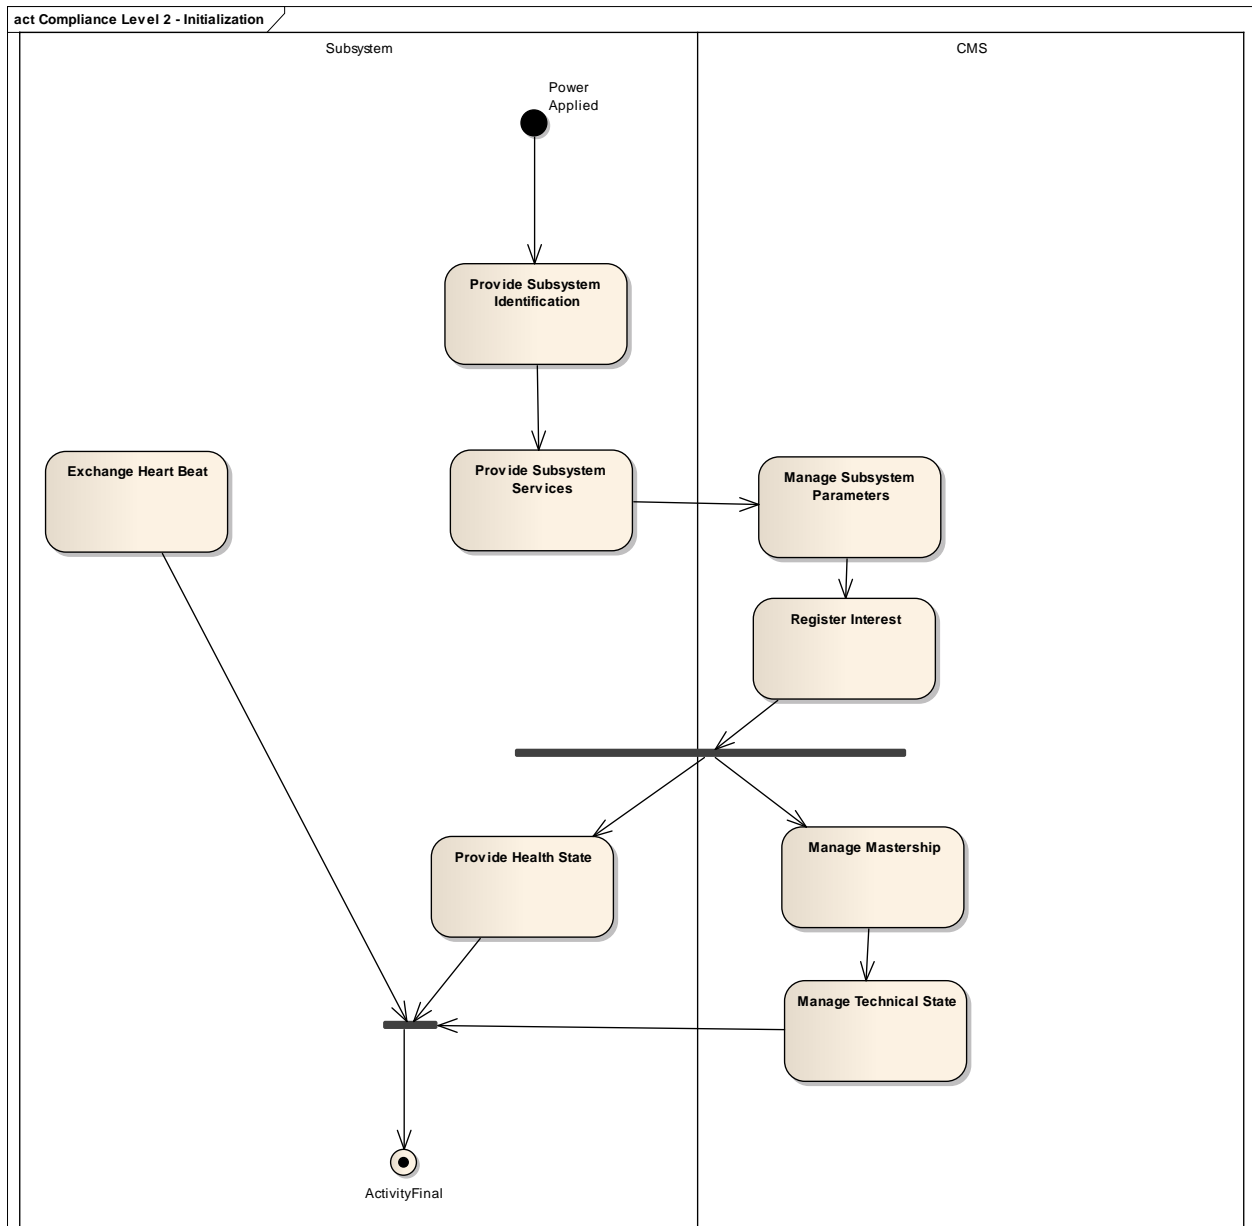 act Compliance Level 2 - Initialization
Subsystem
CMS
Power
Applied
Provide Subsystem
Identification
Exchange Heart Beat
Provide Subsystem
Services
Manage Subsystem
Parameters
Register Interest
Provide Health State
Manage Mastership
Manage Technical State
ActivityFinal